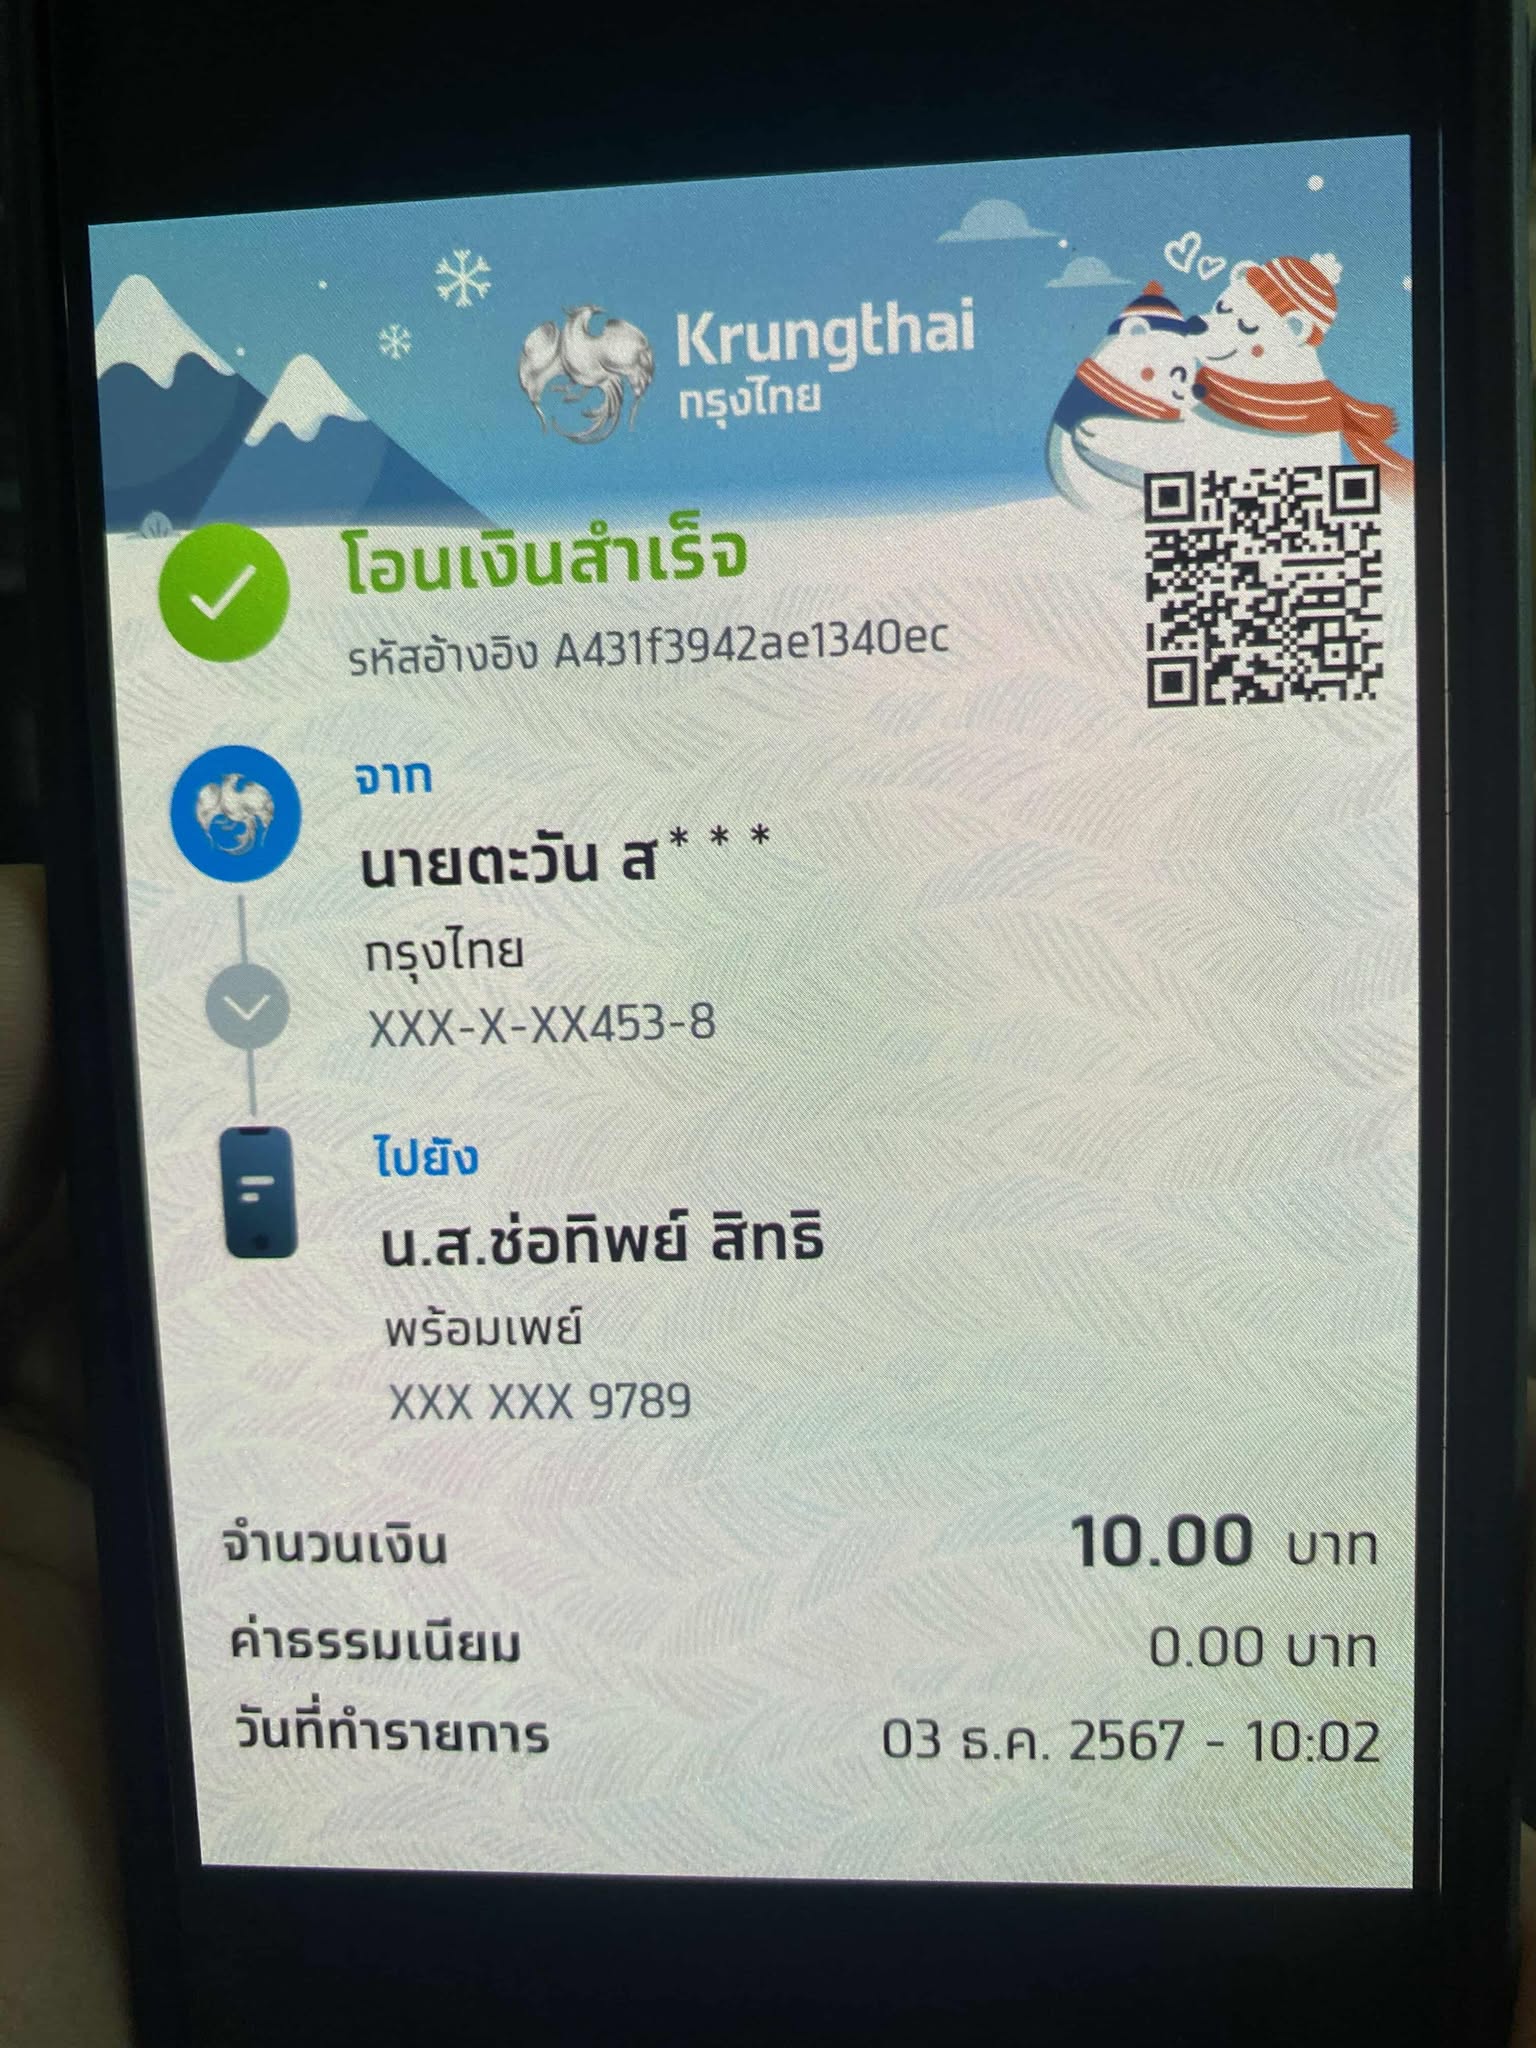 Krungthai
กรุงไทย
โอนเงินสำเร็จ
รหัสอ้างอิง A431f3942ae1340ec
จาก
นายตะวัน ส***
กรุงไทย
XXX-X-XX453-8
ไปยัง
น.ส.ช่อทิพย์ สิทธิ
พร้อมเพย์
XXX XXX 9789
จำนวนเงิน 10.00 บาท
ค่าธรรมเนียม 0.00 บาท
วันที่ทำรายการ 03 ธ.ค. 2567 - 10:02